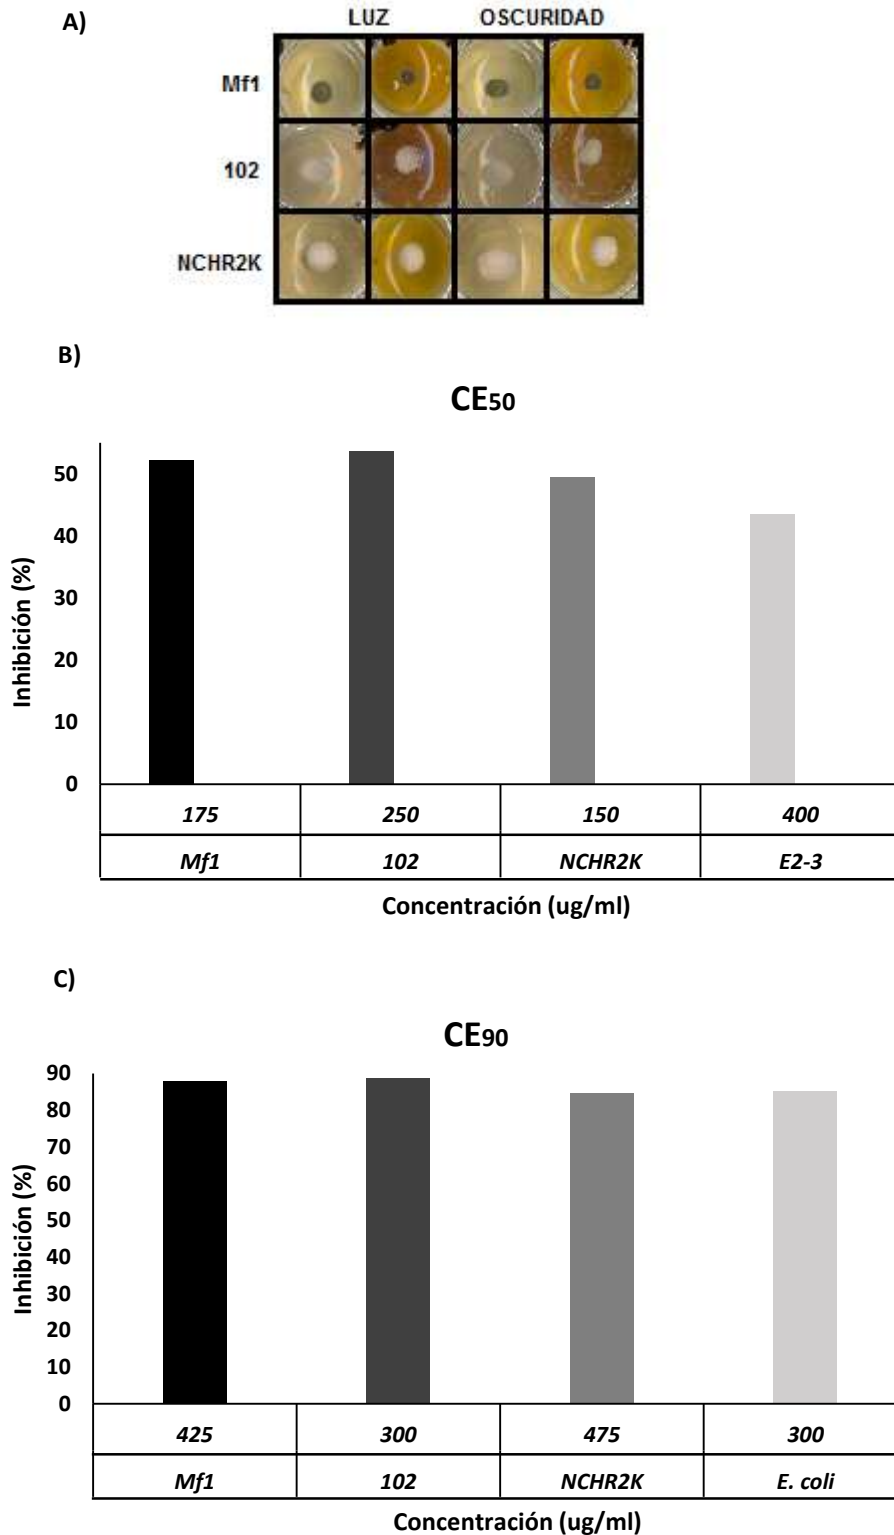 A)
LUZ OSCURIDAD
Mf1
102
NCHR2K
B)
CE50
Inhibición (%)
50
40
30
20
10
0
175 250 150 400
Mf1 102 NCHR2K E2-3
Concentración (ug/ml)
C)
CE90
Inhibición (%)
90
80
70
60
50
40
30
20
10
0
425 300 475 300
Mf1 102 NCHR2K E. coli
Concentración (ug/ml)